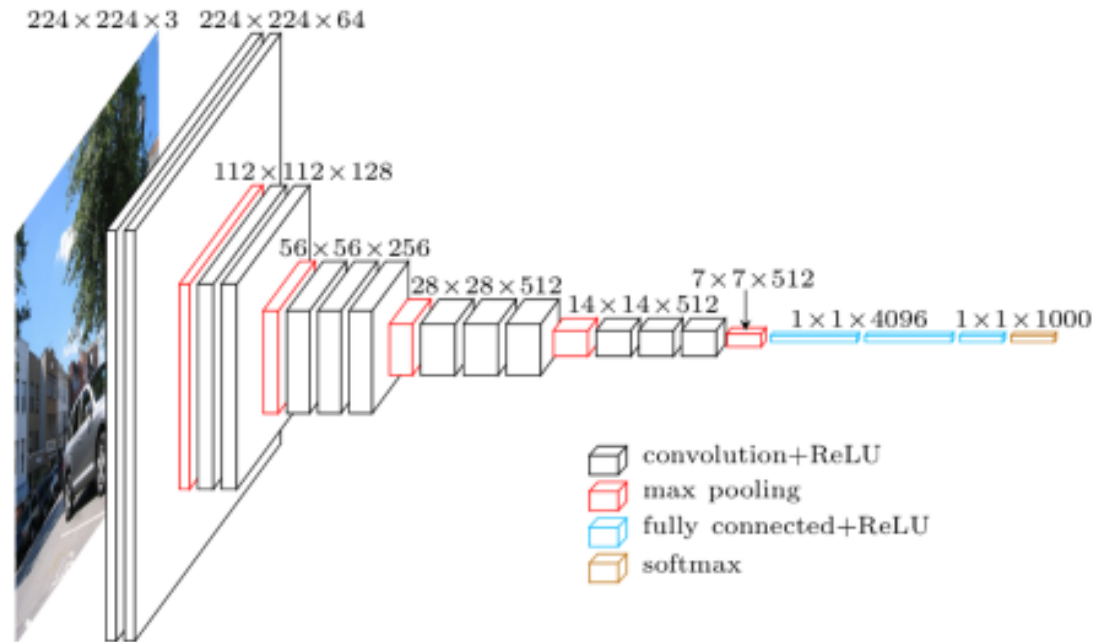 224×224×3
224×224×64
112×112×128
56×56×256
28×28×512
14×14×512
7×7×512
1×1×4096
1×1×1000
convolution+ReLU
max pooling
fully connected+ReLU
softmax